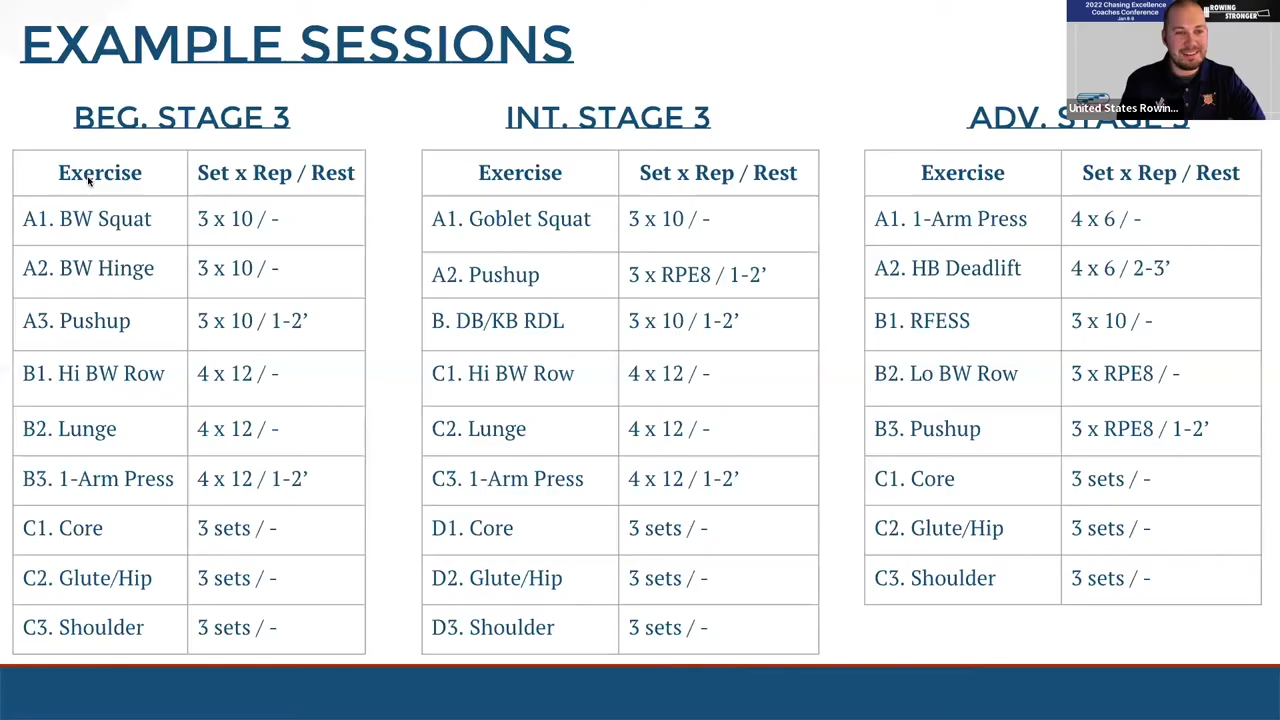 EXAMPLE SESSIONS
2022 Chasing Excellence
Coaches Conference
Jan 6-8
ROWING
STRONGER
United States Rowin...
BEG. STAGE 3
Exercise Set x Rep / Rest
A1. BW Squat 3 x 10 / -
A2. BW Hinge 3 x 10 / -
A3. Pushup 3 x 10 / 1-2’
B1. Hi BW Row 4 x 12 / -
B2. Lunge 4 x 12 / -
B3. 1-Arm Press 4 x 12 / 1-2’
C1. Core 3 sets / -
C2. Glute/Hip 3 sets / -
C3. Shoulder 3 sets / -
INT. STAGE 3
Exercise Set x Rep / Rest
A1. Goblet Squat 3 x 10 / -
A2. Pushup 3 x RPE8 / 1-2’
B. DB/KB RDL 3 x 10 / 1-2’
C1. Hi BW Row 4 x 12 / -
C2. Lunge 4 x 12 / -
C3. 1-Arm Press 4 x 12 / 1-2’
D1. Core 3 sets / -
D2. Glute/Hip 3 sets / -
D3. Shoulder 3 sets / -
ADV. STAGE 3
Exercise Set x Rep / Rest
A1. 1-Arm Press 4 x 6 / -
A2. HB Deadlift 4 x 6 / 2-3’
B1. RFESS 3 x 10 / -
B2. Lo BW Row 3 x RPE8 / -
B3. Pushup 3 x RPE8 / 1-2’
C1. Core 3 sets / -
C2. Glute/Hip 3 sets / -
C3. Shoulder 3 sets / -